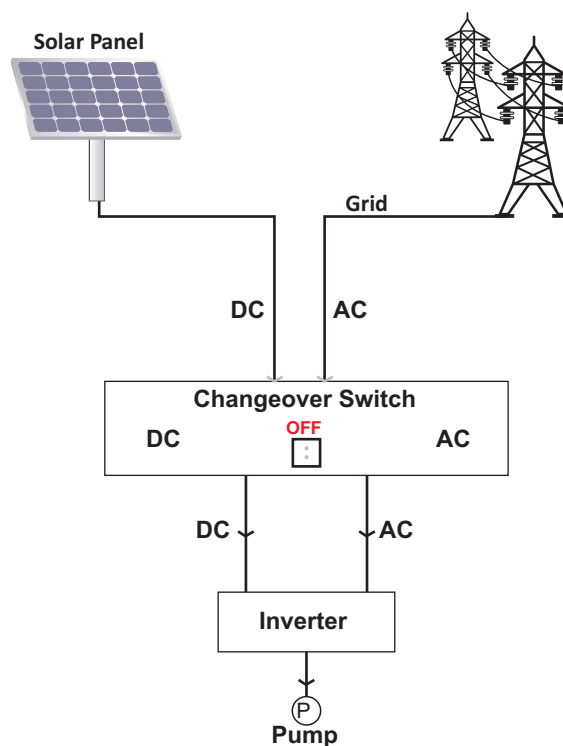 Solar Panel
Grid
DC AC
Changeover Switch
OFF
DC AC
DC AC
Inverter
P
Pump